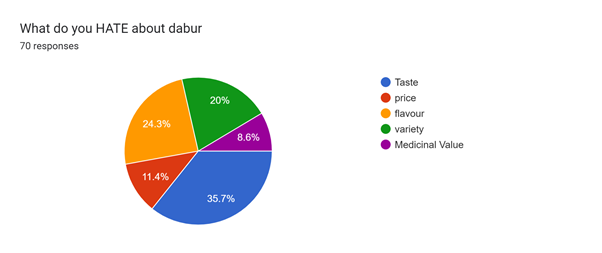 What do you HATE about dabur
70 responses
20%
24.3%
8.6%
11.4%
35.7%
Taste
price
flavour
variety
Medicinal Value